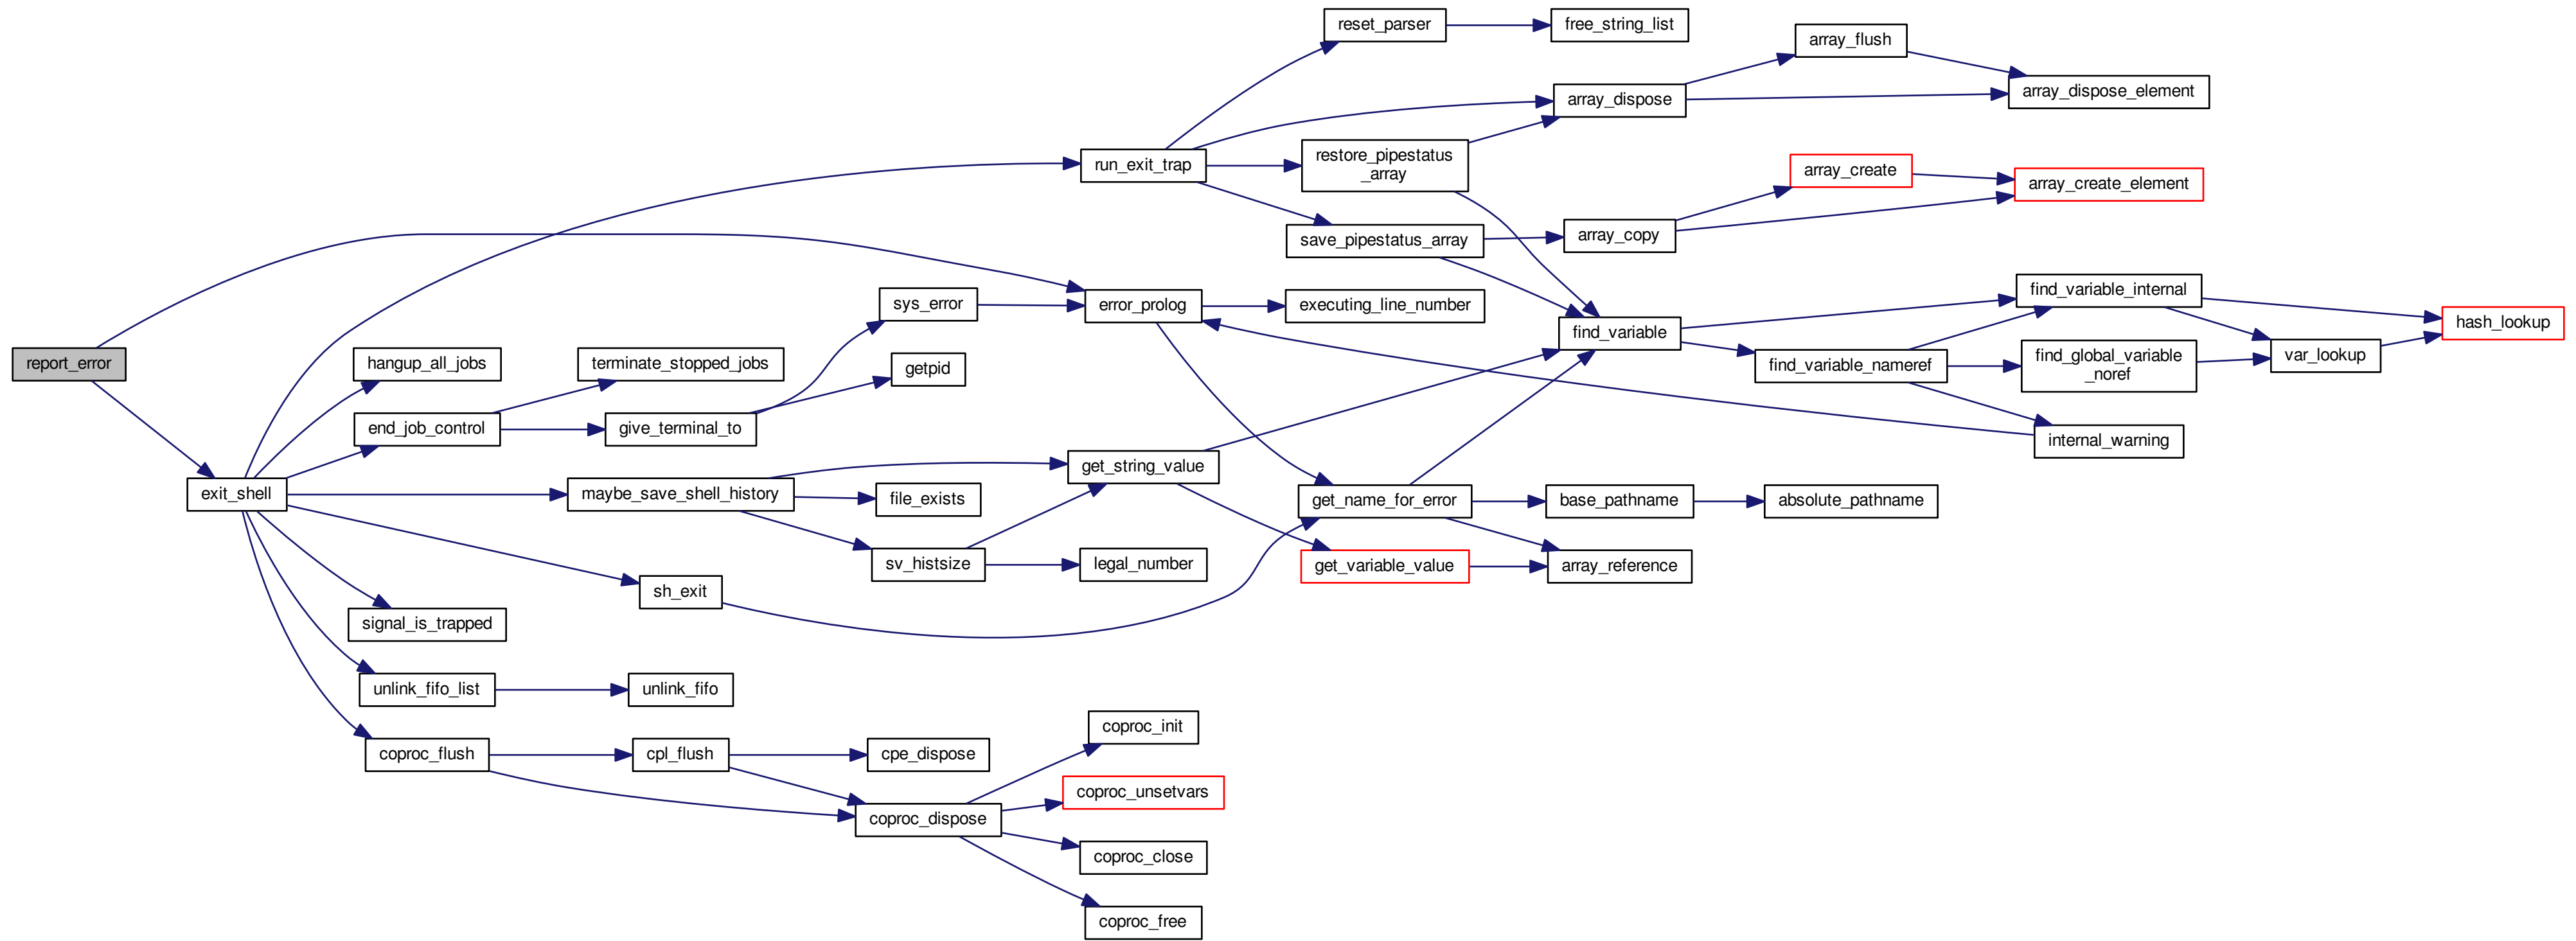 report_error
exit_shell
hangup_all_jobs
end_job_control
signal_is_trapped
unlink_fifo_list
coproc_flush
terminate_stopped_jobs
give_terminal_to
maybe_save_shell_history
sh_exit
unlink_fifo
cpl_flush
sys_error
getpid
file_exists
sv_histsize
cpe_dispose
coproc_dispose
run_exit_trap
error_prolog
get_string_value
legal_number
coproc_init
coproc_unsetvars
coproc_close
coproc_free
reset_parser
restore_pipestatus
_array
save_pipestatus_array
executing_line_number
get_name_for_error
get_variable_value
free_string_list
array_dispose
array_copy
find_variable
base_pathname
array_reference
array_flush
array_create
find_variable_nameref
absolute_pathname
array_dispose_element
array_create_element
find_variable_internal
find_global_variable
_noref
internal_warning
var_lookup
hash_lookup